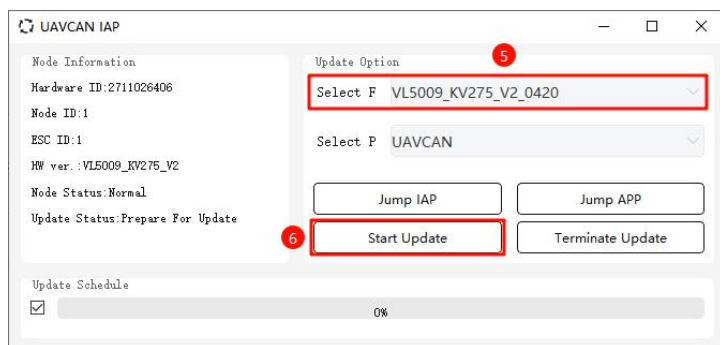 UAVCAN IAP
Node Information
Hardware ID:2711026406
Node ID:1
ESC ID:1
HW ver.:VL5009_KV275_V2
Node Status:Normal
Update Status:Prepare For Update
Update Opti
5
Select F VL5009_KV275_V2_0420
Select P UAVCAN
Jump IAP Jump APP
6 Start Update Terminate Update
Update Schedule
0%